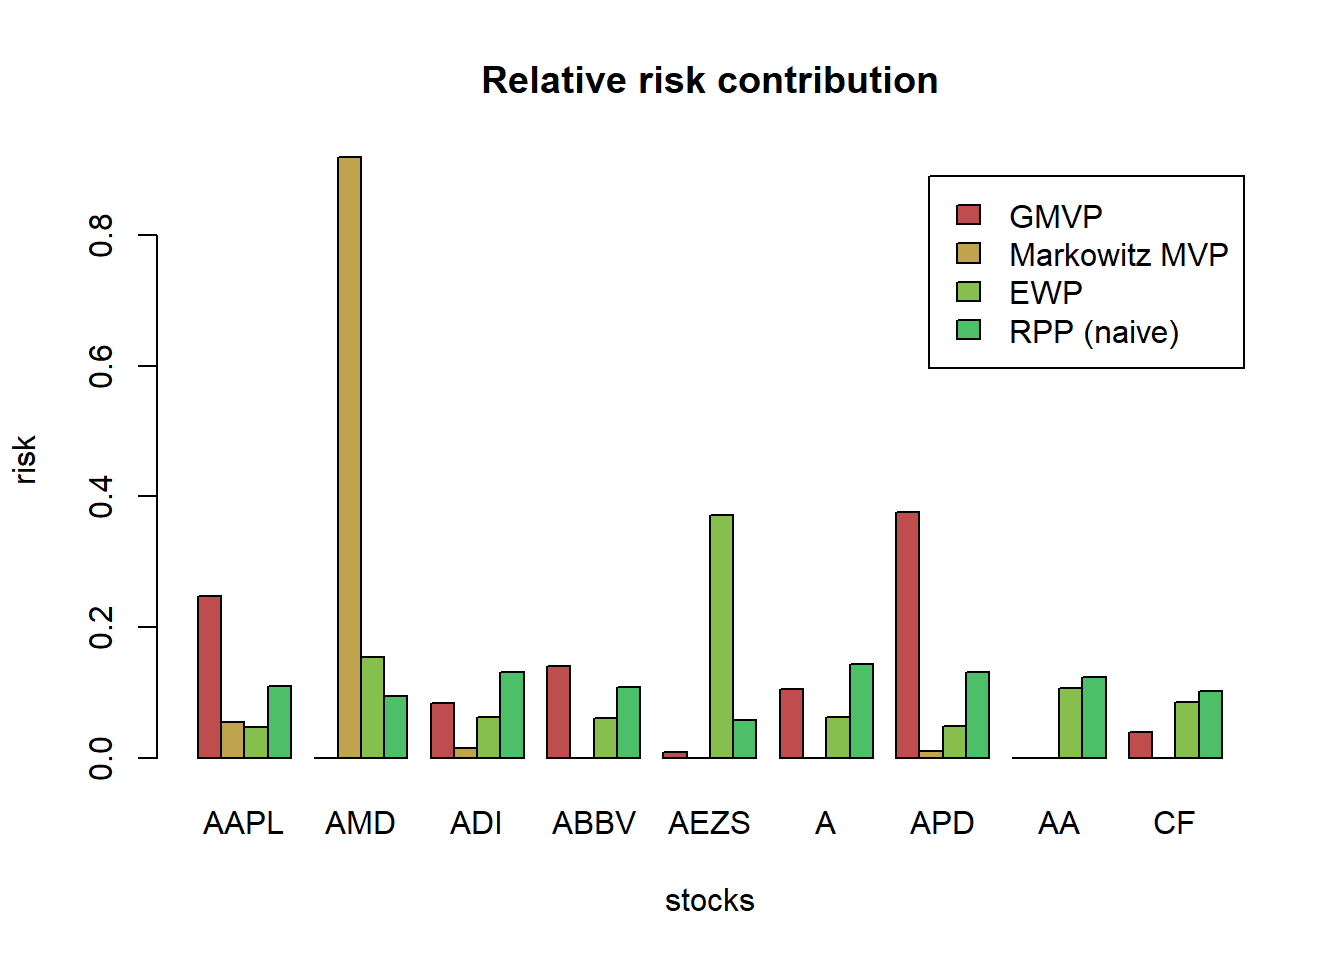 Relative risk contribution
GMVP
Markowitz MVP
EWP
RPP (naive)
risk
0.8
0.6
0.4
0.2
0.0
AAPL AMD ADI ABBV AEZS A APD AA CF
stocks